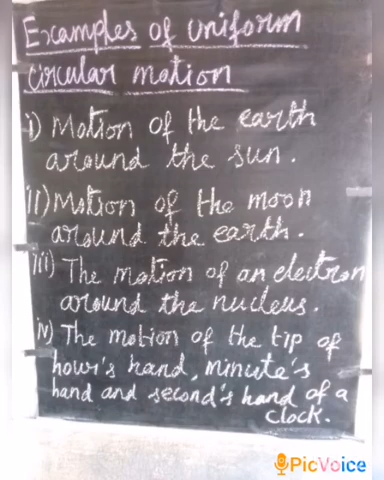 Examples of uniform
circular motion
i) Motion of the earth
around the sun.
ii) Motion of the moon
around the earth.
iii) The motion of an electron
around the nucleus.
iv) The motion of the tip of
hour's hand, minute's
hand and second's hand of a
clock.
PicVoice